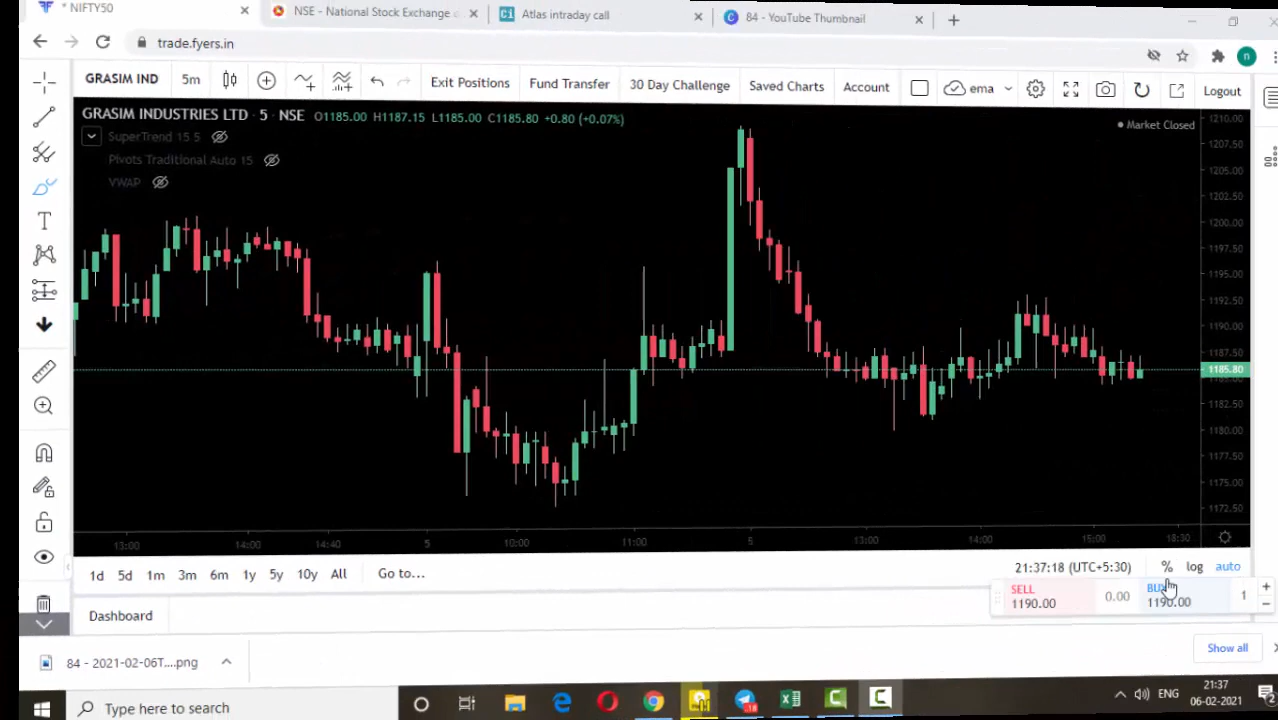 * NIFTY50
NSE - National Stock Exchange o
Atlas intraday call
84 - YouTube Thumbnail
trade.fyers.in
n
GRASIM IND
5m
Exit Positions
Fund Transfer
30 Day Challenge
Saved Charts
Account
ema
Logout
GRASIM INDUSTRIES LTD · 5 · NSE
O1185.00 H1187.15 L1185.00 C1185.80 +0.80 (+0.07%)
Market Closed
SuperTrend 15 5
Pivots Traditional Auto 15
VWAP
1210.00
1207.50
1205.00
1202.50
1200.00
1197.50
1195.00
1192.50
1190.00
1187.50
1185.80
1182.50
1180.00
1177.50
1175.00
1172.50
13:00
14:00
14:40
5
10:00
11:00
5
13:00
14:00
15:00
18:30
1d
5d
1m
3m
6m
1y
5y
10y
All
Go to...
21:37:18 (UTC+5:30)
%
log
auto
SELL
1190.00
0.00
BUY
1190.00
1
Dashboard
84 - 2021-02-06T....png
Show all
Type here to search
ENG
21:37
06-02-2021
2